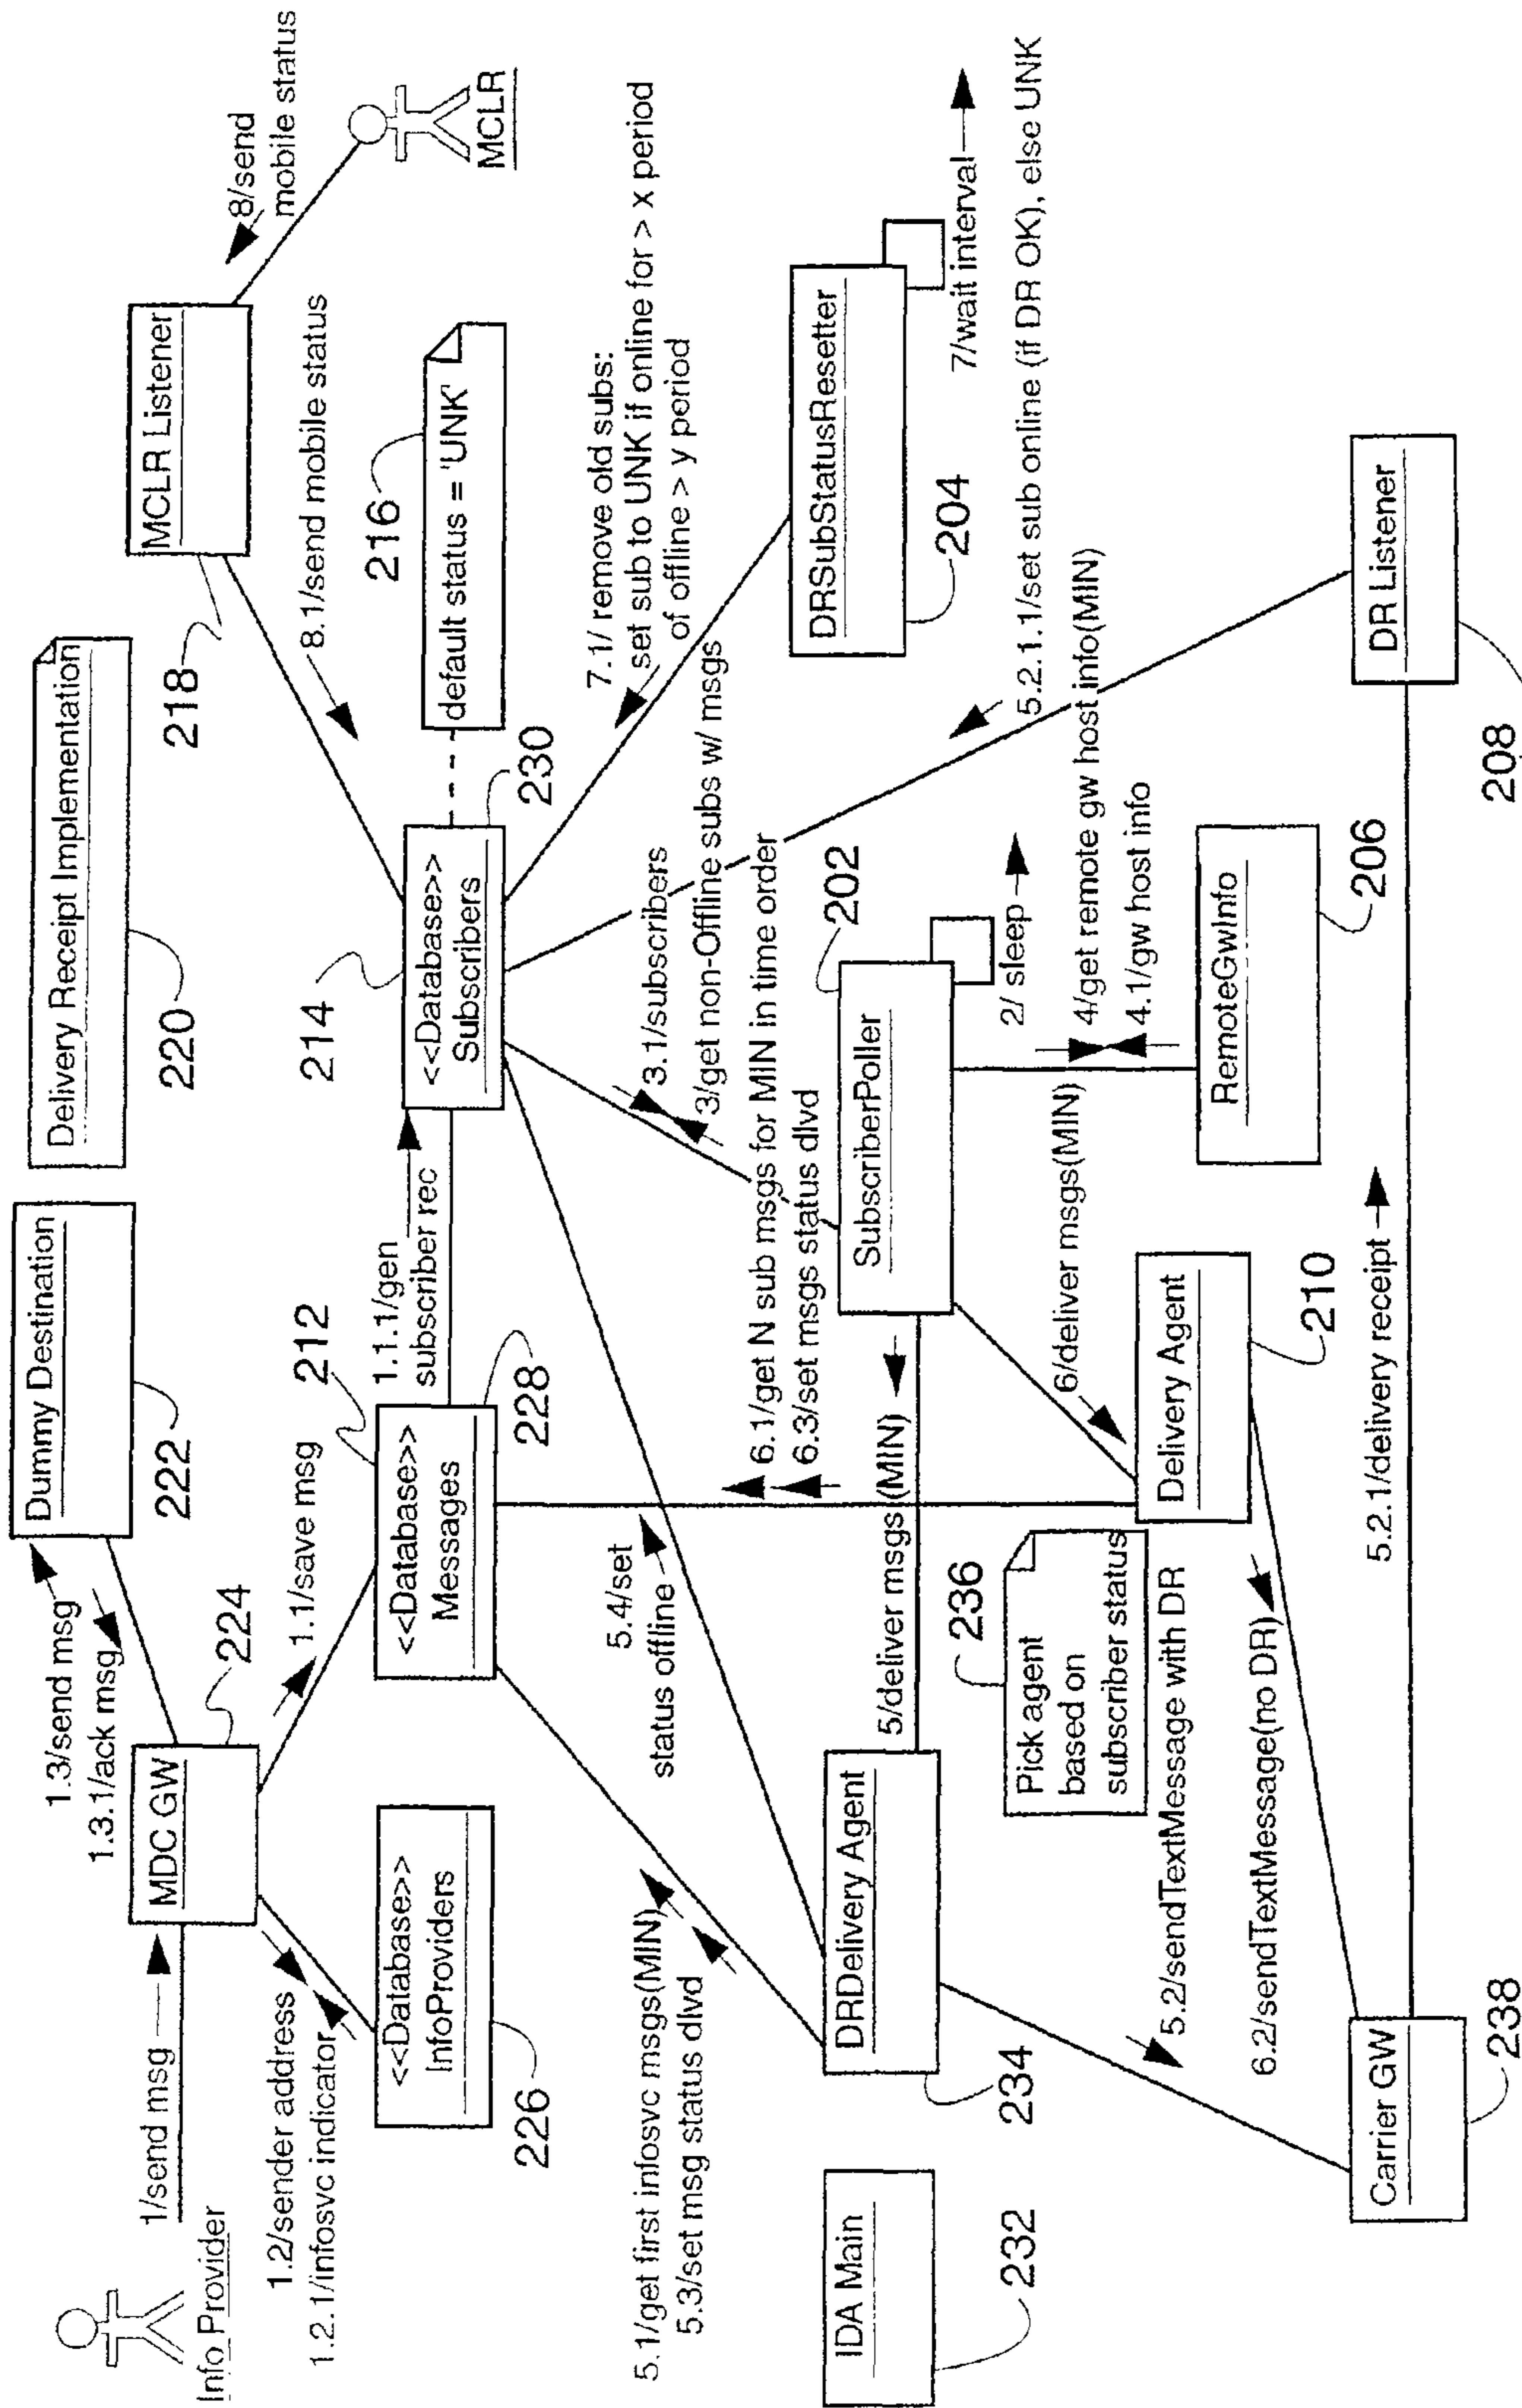 Info Provider
1/send msg
MDC GW
224
1.3/send msg
1.3.1/ack msg
Dummy Destination
222
Delivery Receipt Implementation
220
MCLR Listener
218
8/send
mobile status
MCLR
1.2/sender address
1.2.1/infosvc indicator
<<Database>>
InfoProviders
226
1.1/save msg
<<Database>>
Messages
212
228
1.1.1/gen
subscriber rec
<<Database>>
Subscribers
214
230
8.1/send mobile status
default status = 'UNK'
216
7.1/ remove old subs:
set sub to UNK if online for > x period
of offline > y period
5.1/get first infosvc msgs(MIN)
5.3/set msg status dlvd
5.4/set
status offline
6.1/get N sub msgs for MIN in time order
6.3/set msgs status dlvd
3.1/subscribers
3/get non-Offline subs w/ msgs
DRSubStatusResetter
204
7/wait interval
IDA Main
232
DRDelivery Agent
234
5/deliver msgs(MIN)
SubscriberPoller
202
2/ sleep
5.2.1.1/set sub online (if DR OK), else UNK
4/get remote gw host info(MIN)
4.1/gw host info
236
Pick agent
based on
subscriber status
6/deliver msgs(MIN)
Delivery Agent
210
RemoteGwInfo
206
5.2/sendTextMessage with DR
6.2/sendTextMessage(no DR)
Carrier GW
238
5.2.1/delivery receipt
DR Listener
208